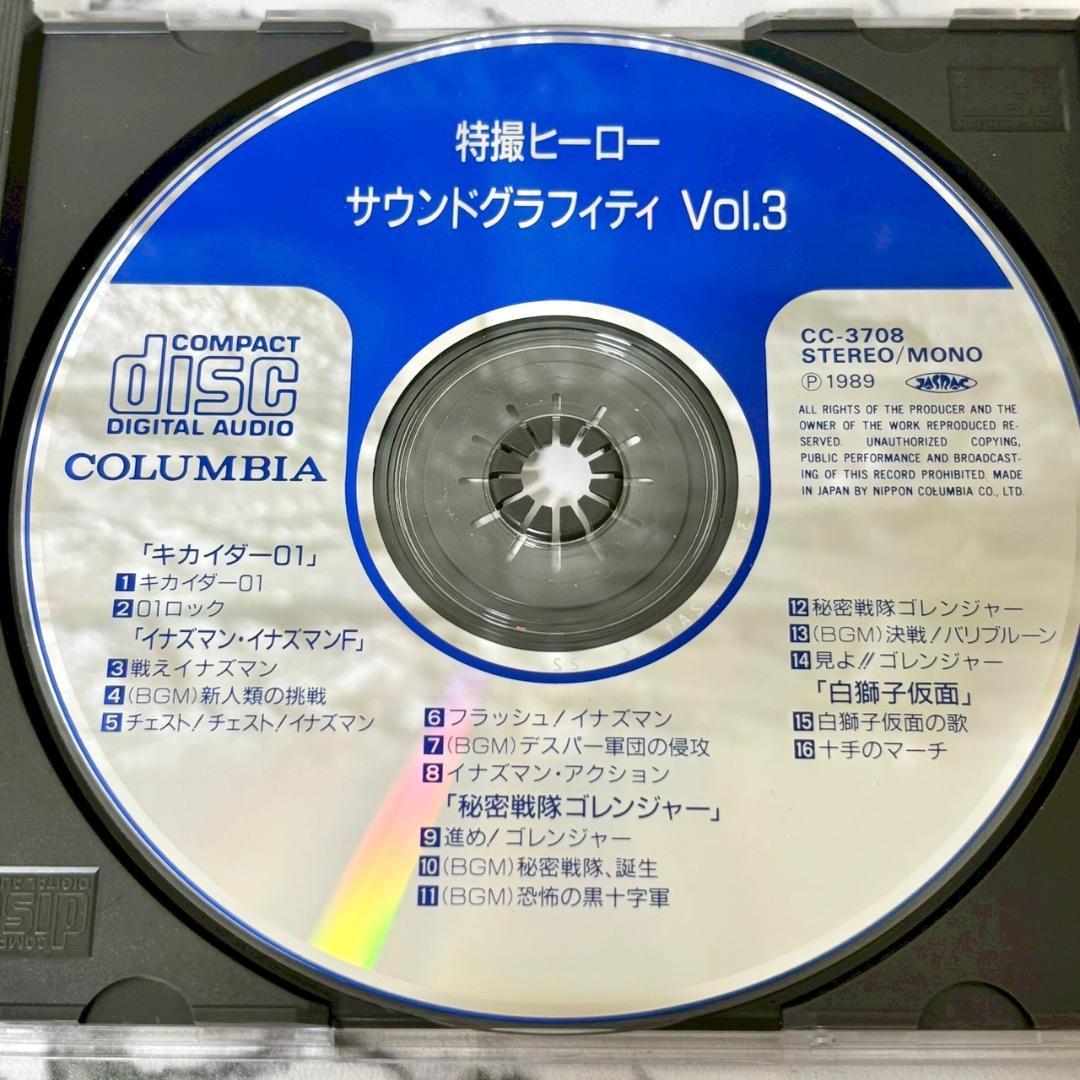 特撮ヒーロー
サウンドグラフィティ Vol.3
COMPACT
disc
DIGITAL AUDIO
COLUMBIA
CC-3708
STEREO/MONO
Ⓟ1989 JASRAC
ALL RIGHTS OF THE PRODUCER AND THE
OWNER OF THE WORK REPRODUCED RE-
SERVED. UNAUTHORIZED COPYING,
PUBLIC PERFORMANCE AND BROADCAST-
ING OF THIS RECORD PROHIBITED. MADE
IN JAPAN BY NIPPON COLUMBIA CO., LTD.
「キカイダー01」
1 キカイダー01
2 01ロック
「イナズマン・イナズマンF」
3 戦えイナズマン
4 (BGM)新人類の挑戦
5 チェスト!チェスト!イナズマン
6 フラッシュ!イナズマン
7 (BGM)デスパー軍団の侵攻
8 イナズマン・アクション
「秘密戦隊ゴレンジャー」
9 進め!ゴレンジャー
10 (BGM)秘密戦隊、誕生
11 (BGM)恐怖の黒十字軍
12 秘密戦隊ゴレンジャー
13 (BGM)決戦!バリブルーン
14 見よ!!ゴレンジャー
「白獅子仮面」
15 白獅子仮面の歌
16 十手のマーチ